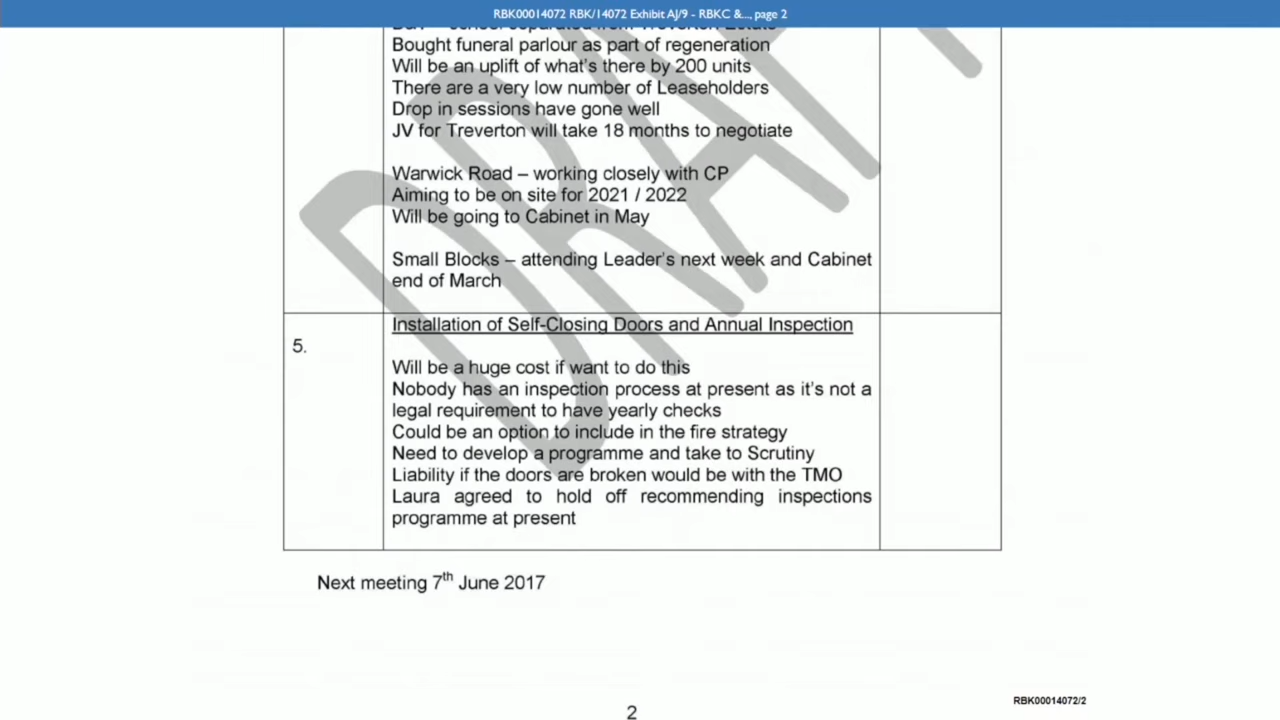 RBK00014072 RBK/14072 Exhibit AJ/9 - RBKC &..., page 2
school separated from Treverton Estate
Bought funeral parlour as part of regeneration
Will be an uplift of what's there by 200 units
There are a very low number of Leaseholders
Drop in sessions have gone well
JV for Treverton will take 18 months to negotiate
Warwick Road – working closely with CP
Aiming to be on site for 2021 / 2022
Will be going to Cabinet in May
Small Blocks – attending Leader's next week and Cabinet
end of March
5.
Installation of Self-Closing Doors and Annual Inspection
Will be a huge cost if want to do this
Nobody has an inspection process at present as it's not a
legal requirement to have yearly checks
Could be an option to include in the fire strategy
Need to develop a programme and take to Scrutiny
Liability if the doors are broken would be with the TMO
Laura agreed to hold off recommending inspections
programme at present
Next meeting 7th June 2017
RBK00014072/2
2
DRAFT